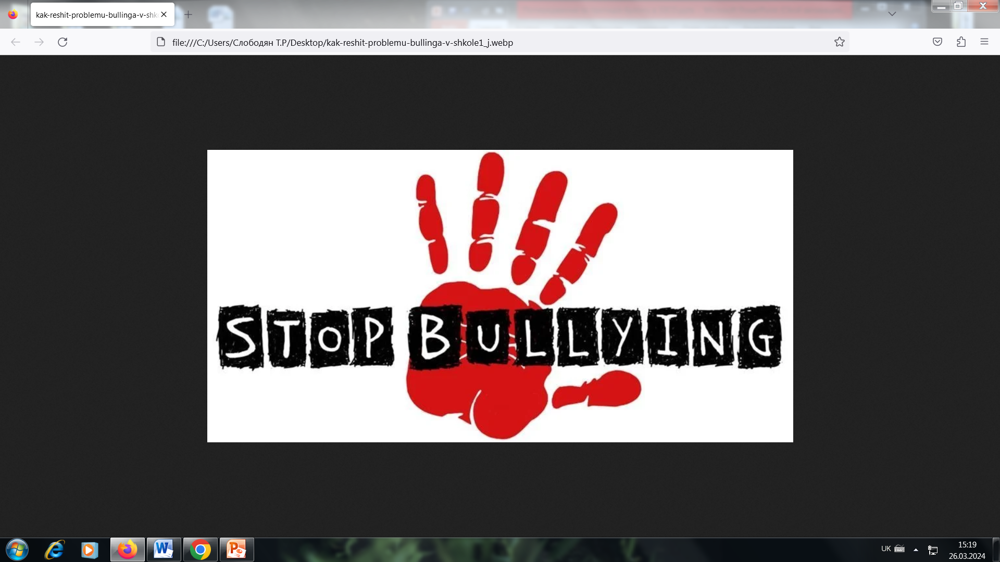 kak-reshit-problemu-bullinga-v-shk
file:///C:/Users/Слободян Т.Р/Desktop/kak-reshit-problemu-bullinga-v-shkole1_j.webp
STOP BULLYING
UK
15:19
26.03.2024